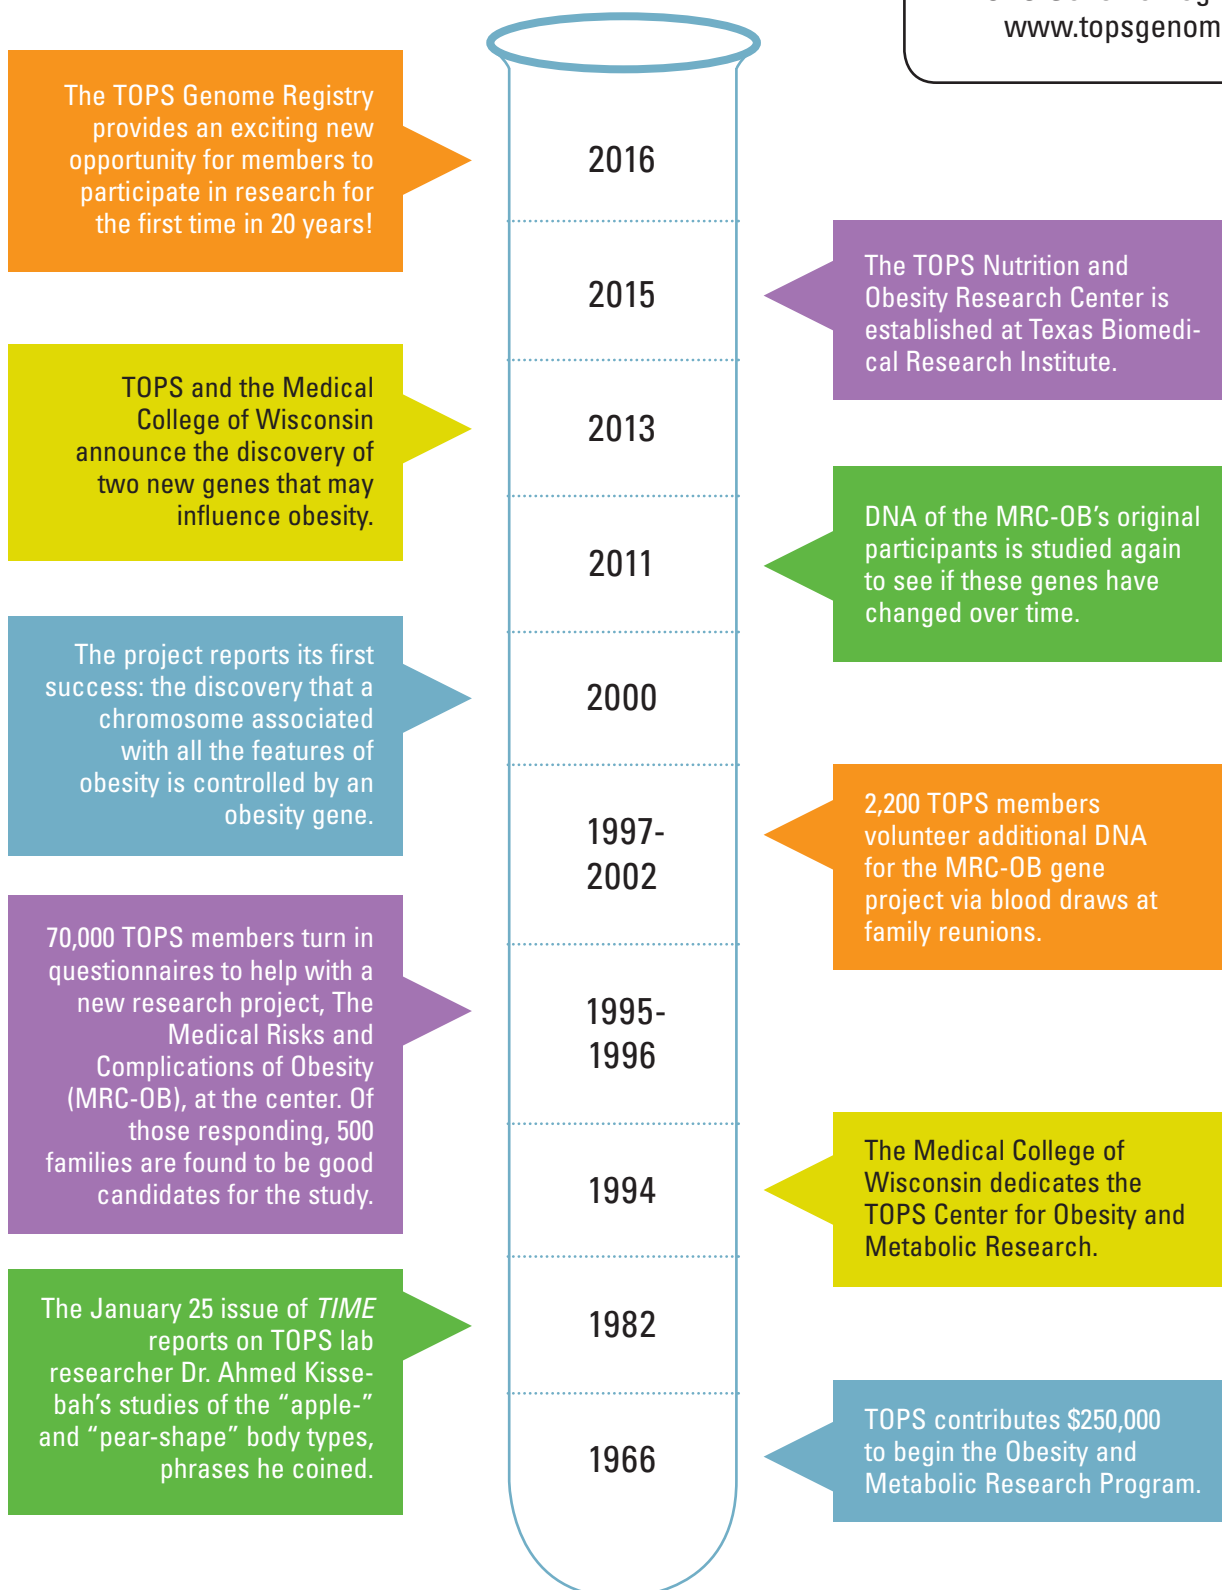 www.topsgenom
The TOPS Genome Registry
provides an exciting new
opportunity for members to
participate in research for
the first time in 20 years!
2016
2015
The TOPS Nutrition and
Obesity Research Center is
established at Texas Biomedi-
cal Research Institute.
TOPS and the Medical
College of Wisconsin
announce the discovery of
two new genes that may
influence obesity.
2013
2011
DNA of the MRC-OB’s original
participants is studied again
to see if these genes have
changed over time.
The project reports its first
success: the discovery that a
chromosome associated
with all the features of
obesity is controlled by an
obesity gene.
2000
1997-
2002
2,200 TOPS members
volunteer additional DNA
for the MRC-OB gene
project via blood draws at
family reunions.
70,000 TOPS members turn in
questionnaires to help with a
new research project, The
Medical Risks and
Complications of Obesity
(MRC-OB), at the center. Of
those responding, 500
families are found to be good
candidates for the study.
1995-
1996
1994
The Medical College of
Wisconsin dedicates the
TOPS Center for Obesity and
Metabolic Research.
The January 25 issue of TIME
reports on TOPS lab
researcher Dr. Ahmed Kisse-
bah’s studies of the “apple-”
and “pear-shape” body types,
phrases he coined.
1982
1966
TOPS contributes $250,000
to begin the Obesity and
Metabolic Research Program.